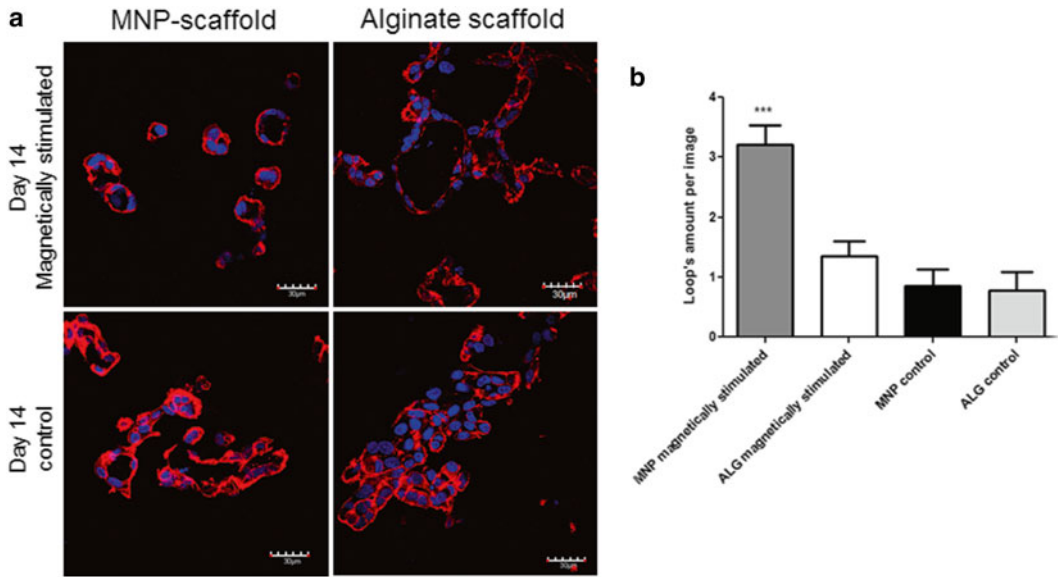 a
MNP-scaffold
Alginate scaffold
Day 14
Magnetically stimulated
30µm
30µm
Day 14
control
30µm
30µm
b
***
Loop's amount per image
4
3
2
1
0
MNP magnetically stimulated
ALG magnetically stimulated
MNP control
ALG control